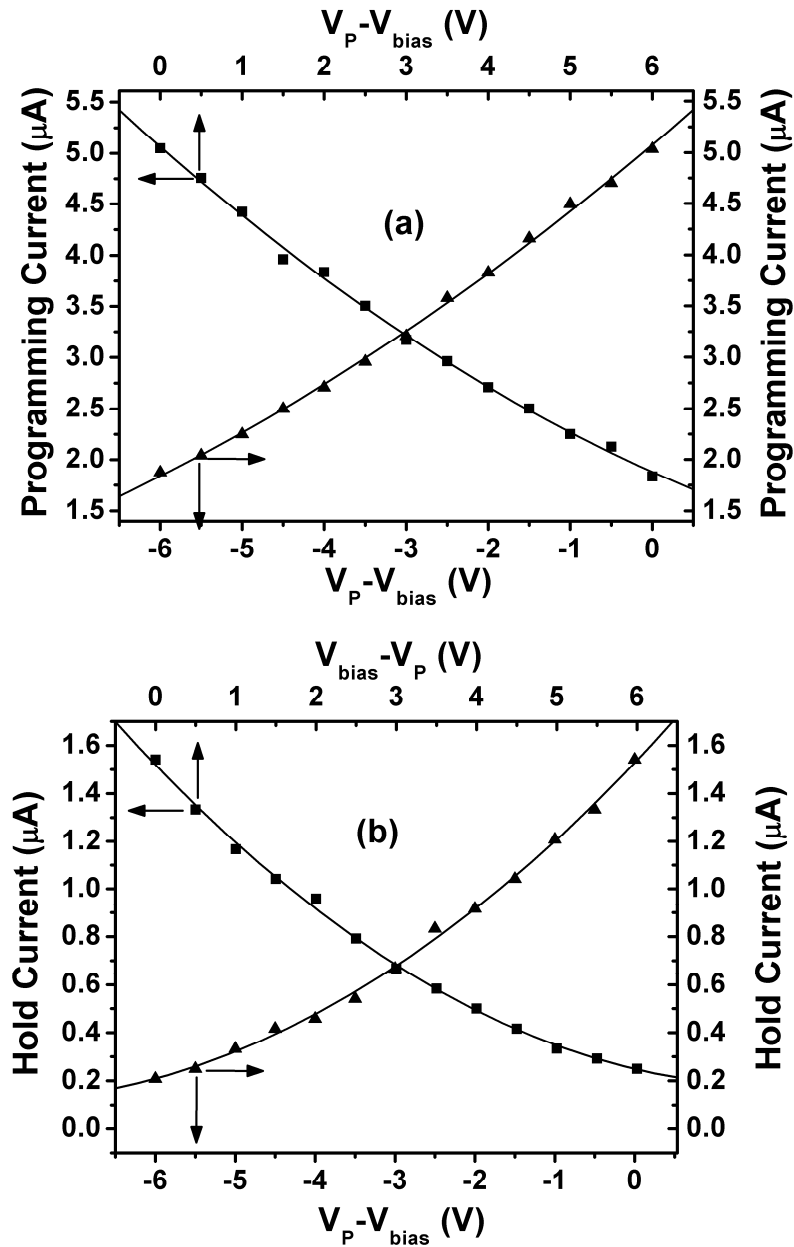 V_P-V_bias (V)
0 1 2 3 4 5 6
Programming Current (μA)
5.5
5.0
4.5
4.0
3.5
3.0
2.5
2.0
1.5
(a)
5.5
5.0
4.5
4.0
3.5
3.0
2.5
2.0
1.5
Programming Current (μA)
-6 -5 -4 -3 -2 -1 0
V_P-V_bias (V)
V_bias-V_P (V)
0 1 2 3 4 5 6
Hold Current (μA)
1.6
1.4
1.2
1.0
0.8
0.6
0.4
0.2
0.0
(b)
1.6
1.4
1.2
1.0
0.8
0.6
0.4
0.2
0.0
Hold Current (μA)
-6 -5 -4 -3 -2 -1 0
V_P-V_bias (V)